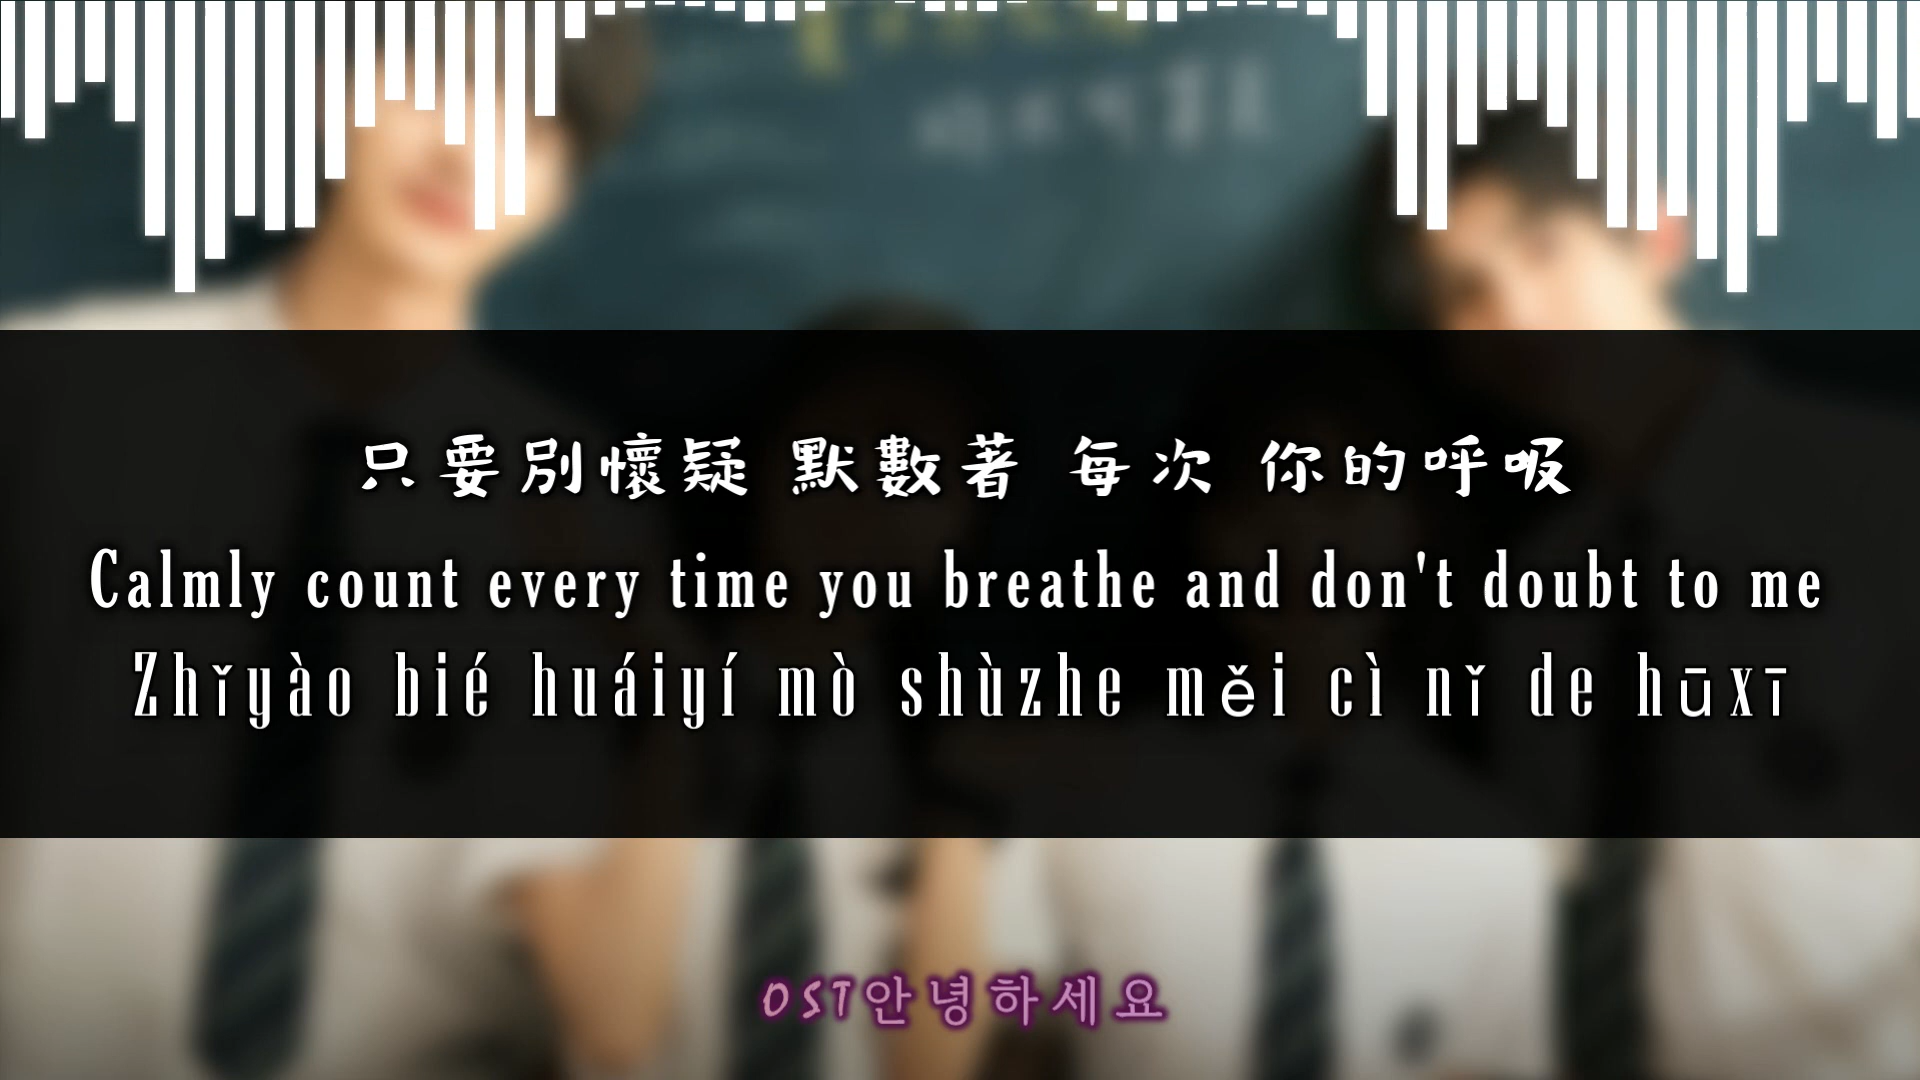 只要別懷疑 默數著 每次 你的呼吸
Calmly count every time you breathe and don't doubt to me
Zhǐyào bié huáiyí mò shùzhe měi cì nǐ de hūxī
OST안녕하세요